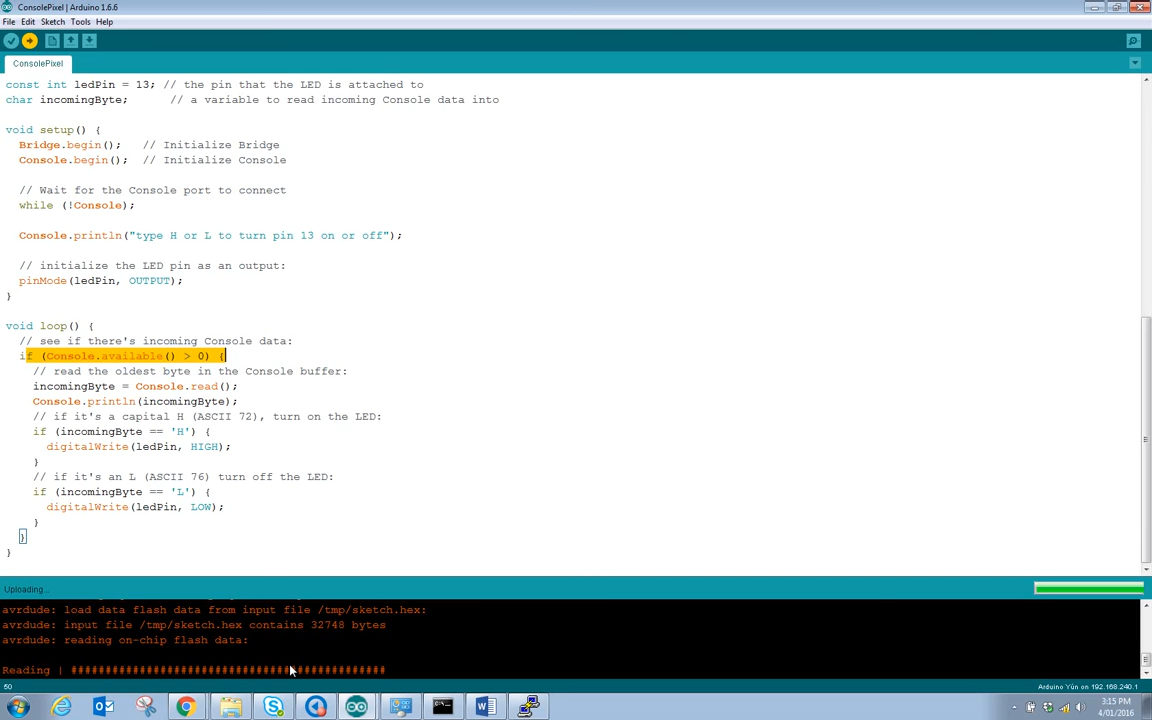 ConsolePixel | Arduino 1.6.6
File Edit Sketch Tools Help
ConsolePixel
const int ledPin = 13; // the pin that the LED is attached to
char incomingByte;      // a variable to read incoming Console data into
void setup() {
  Bridge.begin();   // Initialize Bridge
  Console.begin();  // Initialize Console
  // Wait for the Console port to connect
  while (!Console);
  Console.println("type H or L to turn pin 13 on or off");
  // initialize the LED pin as an output:
  pinMode(ledPin, OUTPUT);
}
void loop() {
  // see if there's incoming Console data:
  if (Console.available() > 0) {
    // read the oldest byte in the Console buffer:
    incomingByte = Console.read();
    Console.println(incomingByte);
    // if it's a capital H (ASCII 72), turn on the LED:
    if (incomingByte == 'H') {
      digitalWrite(ledPin, HIGH);
    }
    // if it's an L (ASCII 76) turn off the LED:
    if (incomingByte == 'L') {
      digitalWrite(ledPin, LOW);
    }
  }
}
Uploading...
avrdude: load data flash data from input file /tmp/sketch.hex:
avrdude: input file /tmp/sketch.hex contains 32748 bytes
avrdude: reading on-chip flash data:
Reading | ##############################################
50
Arduino Yún on 192.168.240.1
3:15 PM
4/01/2016